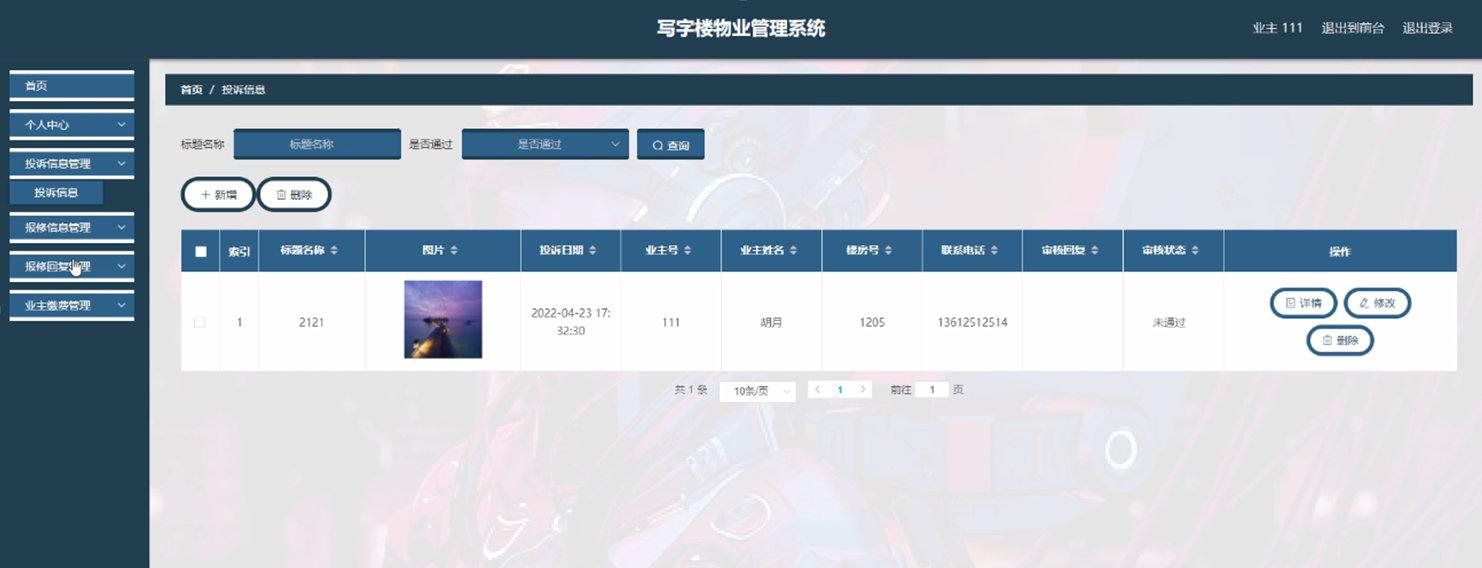 写字楼物业管理系统
业主 111 退出到前台 退出登录
首页
个人中心
投诉信息管理
投诉信息
报修信息管理
报修回复管理
业主缴费管理
首页 / 投诉信息
标题名称 标题名称 是否通过 是否通过 查询
+ 新增 删除
索引 标题名称 图片 投诉日期 业主号 业主姓名 楼房号 联系电话 审核回复 审核状态 操作
1 2121 2022-04-23 17:32:30 111 胡月 1205 13612512514 未通过 详情 修改
删除
共 1 条 10条/页 < 1 > 前往 1 页